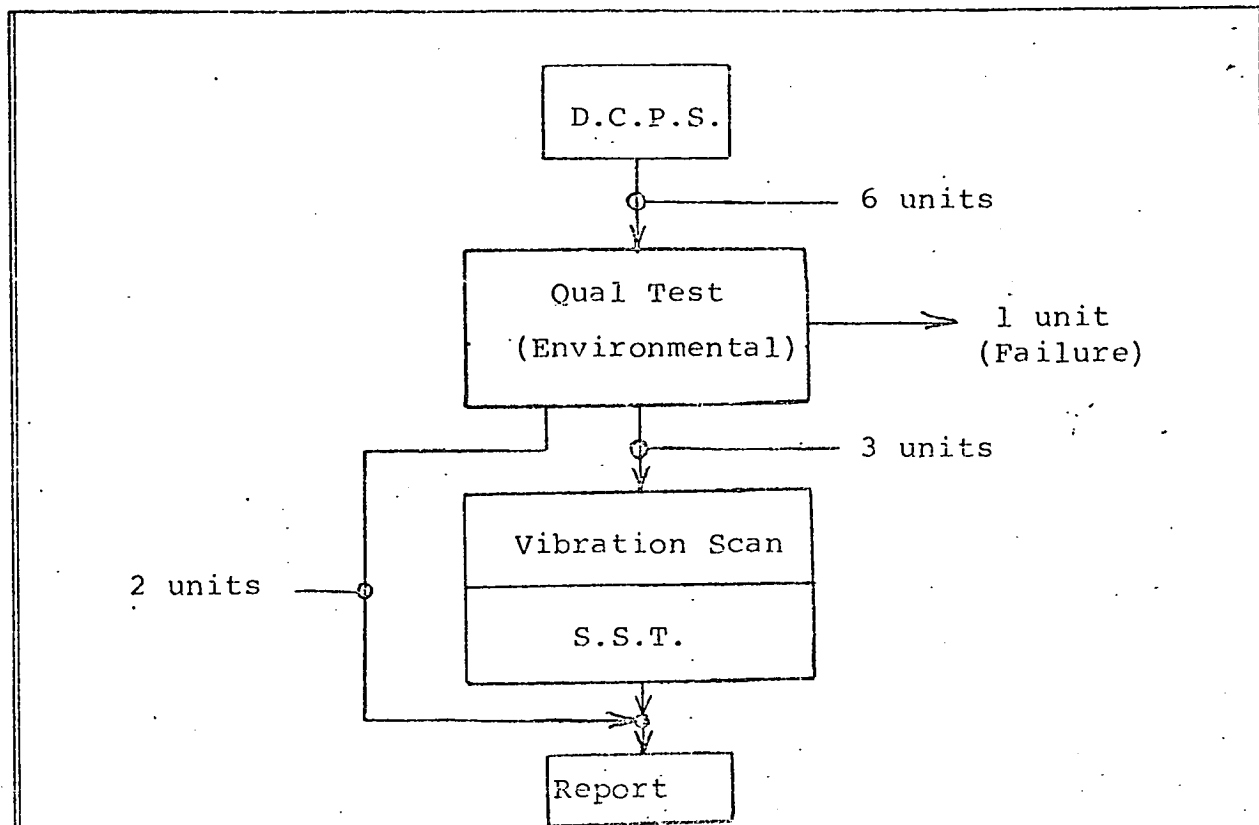 D.C.P.S.
6 units
Qual Test
(Environmental)
1 unit
(Failure)
3 units
Vibration Scan
2 units
S.S.T.
Report